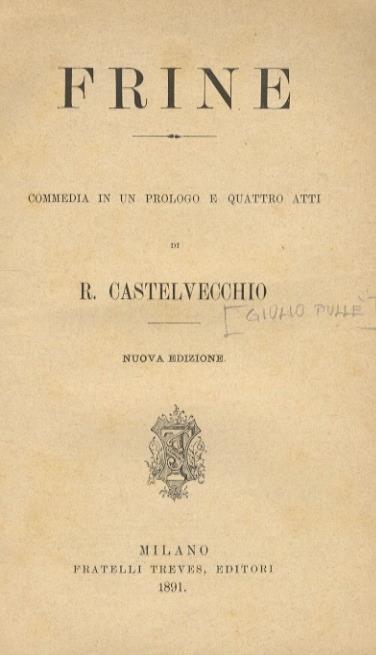 FRINE
COMMEDIA IN UN PROLOGO E QUATTRO ATTI
DI
R. CASTELVECCHIO
[GIULIO PULLE
NUOVA EDIZIONE.
MILANO
FRATELLI TREVES, EDITORI
1891.